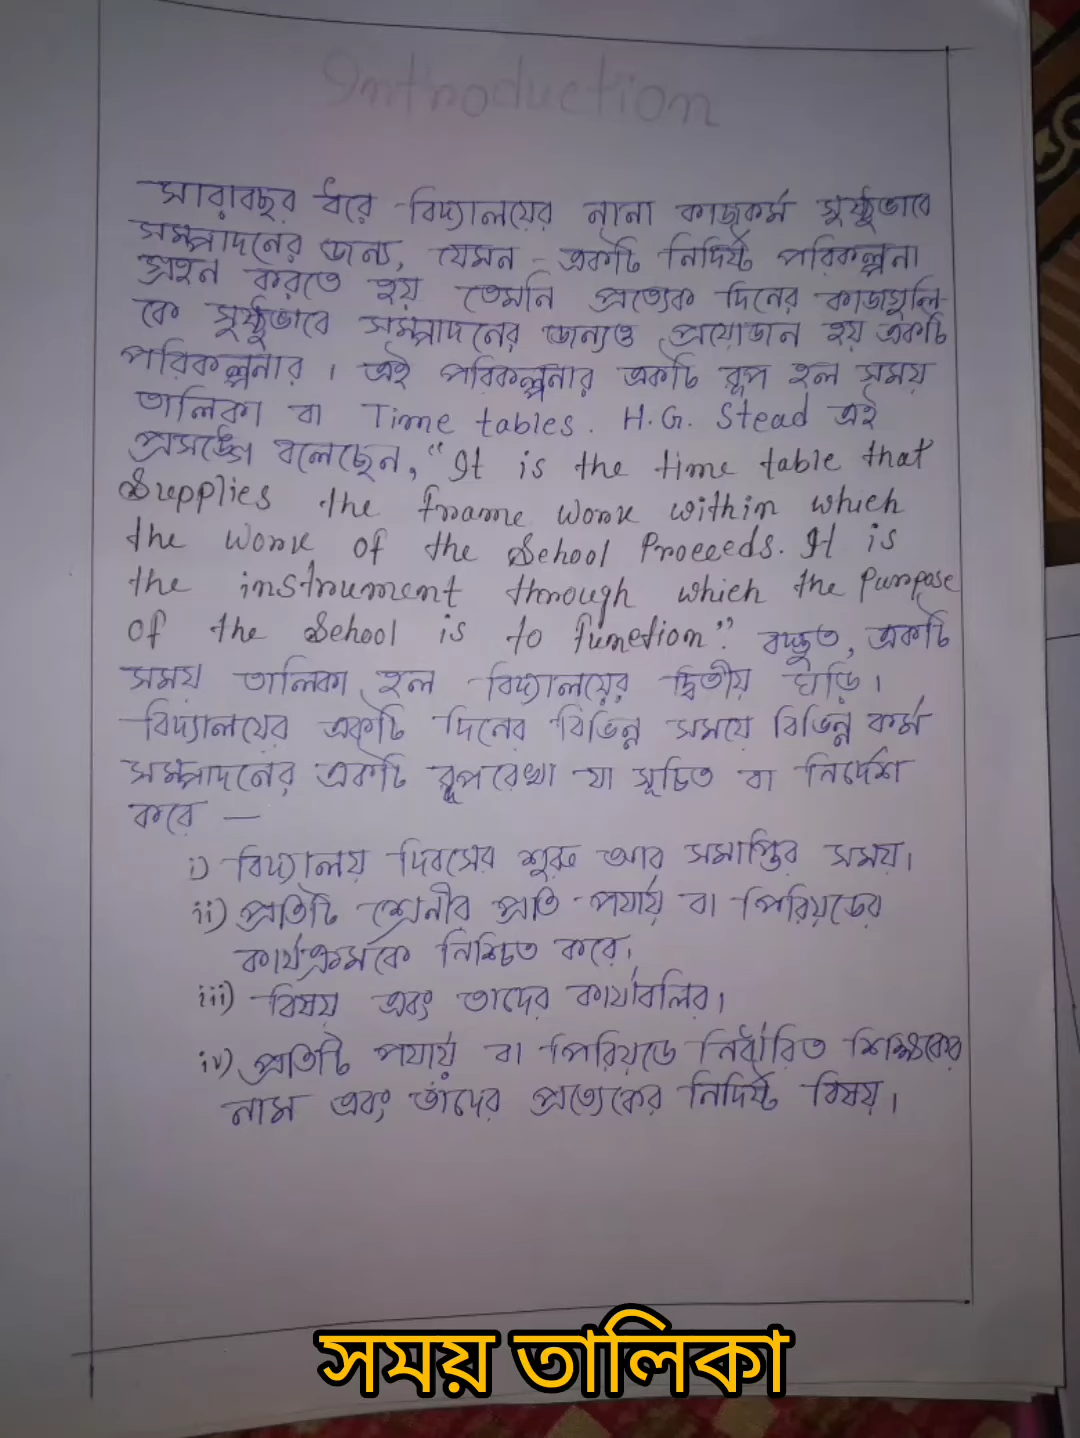 Introduction
সারাবছর ধরে বিদ্যালয়ের নানা কাজকর্ম সুষ্ঠুভাবে
সম্পাদনের জন্য, যেমন - একটি নির্দিষ্ট পরিকল্পনা
গ্রহন করতে হয় তেমনি প্রত্যেক দিনের কাজগুলি-
কে সুষ্ঠুভাবে সম্পাদনের জন্যও প্রয়োজন হয় একটি
পরিকল্পনার । এই পরিকল্পনার একটি রূপ হল সময়
তালিকা বা Time tables. H.G. Stead এই
প্রসঙ্গে বলেছেন, "It is the time table that
Supplies the frame work within which
the work of the School Proceeds. It is
the instrument through which the Purpose
of the School is to function". বস্তুত, একটি
সময় তালিকা হল বিদ্যালয়ের দ্বিতীয় ঘড়ি।
বিদ্যালয়ের একটি দিনের বিভিন্ন সময়ে বিভিন্ন কর্ম
সম্পাদনের একটি রূপরেখা যা সূচিত বা নির্দেশ
করে —
i) বিদ্যালয় দিবসের শুরু আর সমাপ্তির সময়।
ii) প্রতিটি শ্রেনীর প্রতি পর্যায় বা পিরিয়ডের
কার্যক্রমকে নিশ্চিত করে।
iii) বিষয় এবং তাদের কার্যাবলির।
iv) প্রতিটি পর্যায় বা পিরিয়ডে নির্ধারিত শিক্ষকের
নাম এবং তাঁদের প্রত্যেকের নির্দিষ্ট বিষয়।
সময় তালিকা